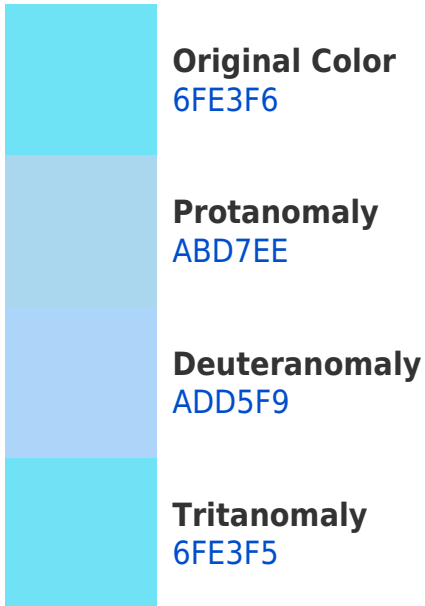 Original Color
6FE3F6
Protanomaly
ABD7EE
Deuteranomaly
ADD5F9
Tritanomaly
6FE3F5